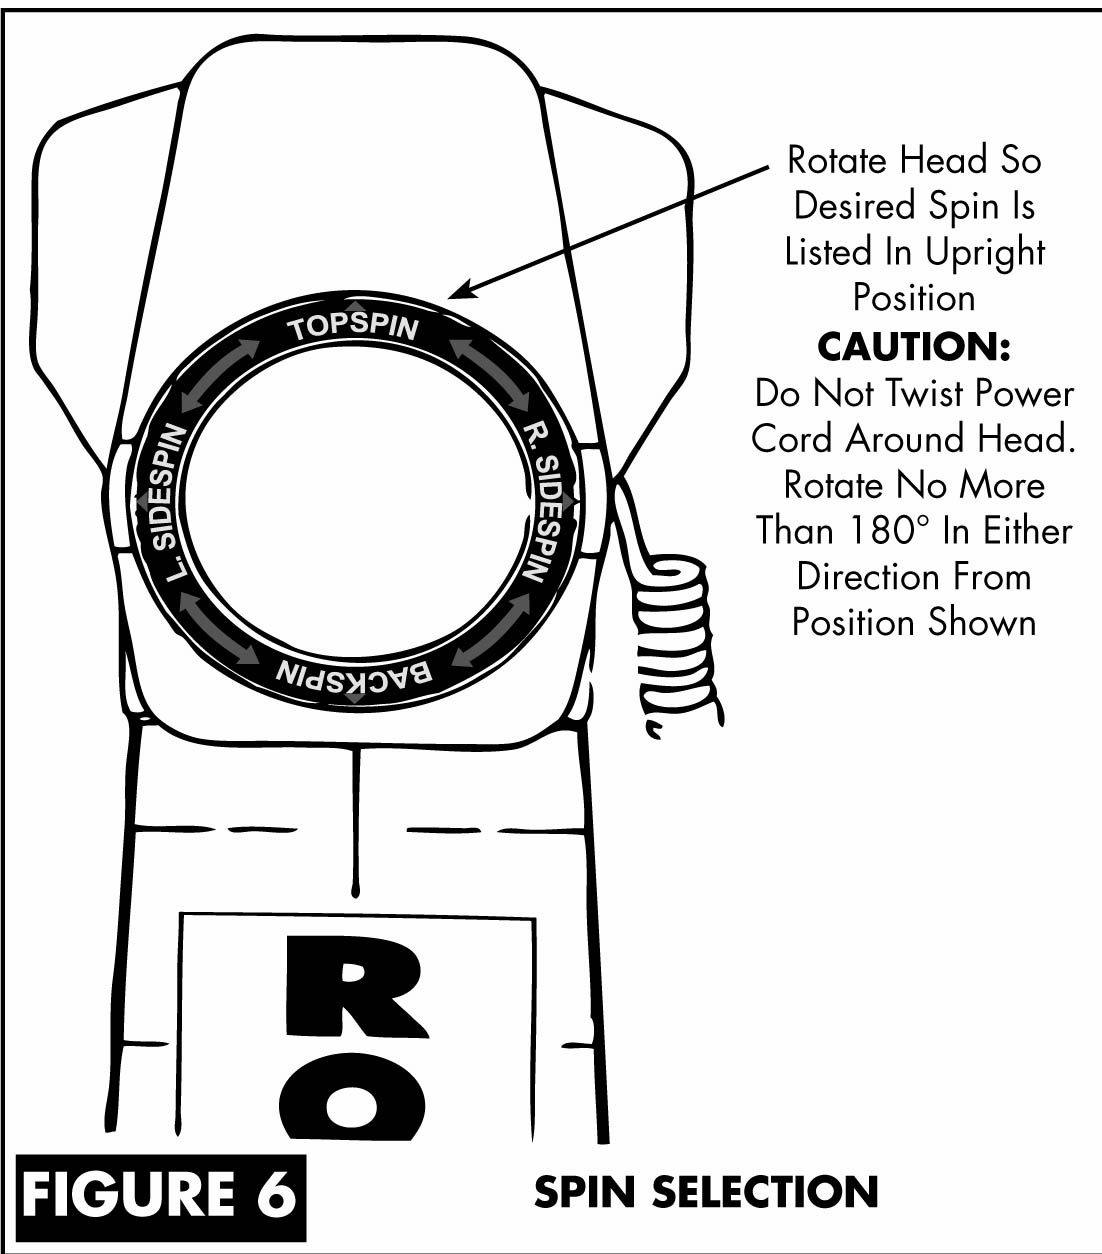 Rotate Head So
Desired Spin Is
Listed In Upright
Position
CAUTION:
Do Not Twist Power
Cord Around Head.
Rotate No More
Than 180° In Either
Direction From
Position Shown
TOPSPIN
L. SIDESPIN
R. SIDESPIN
BACKSPIN
R
O
FIGURE 6
SPIN SELECTION